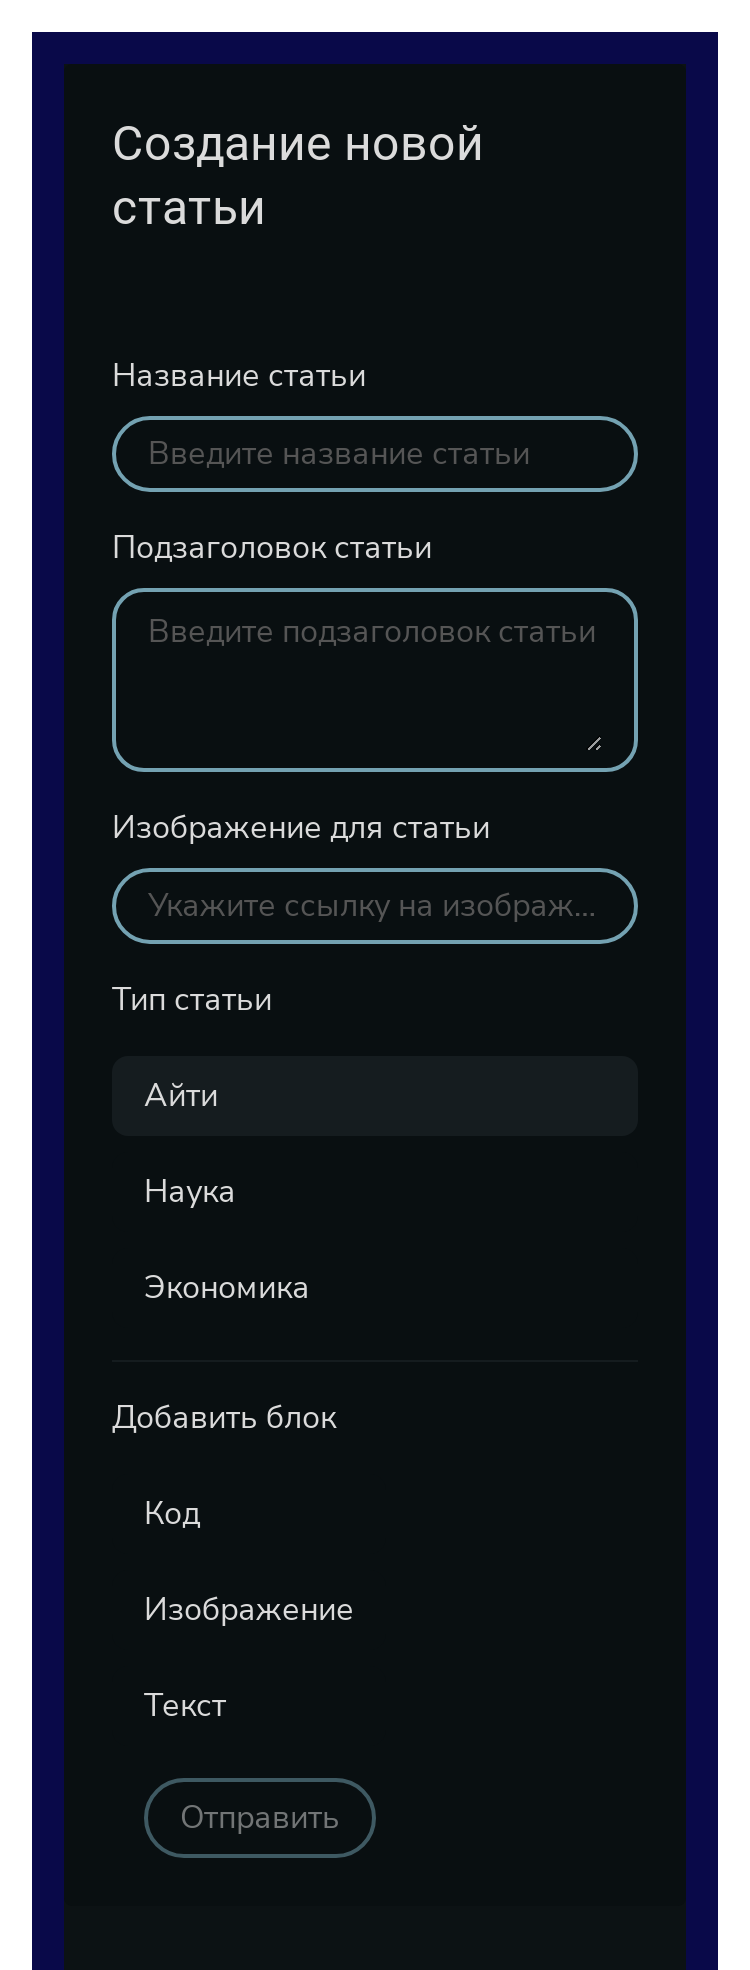 Создание новой
статьи
Название статьи
Введите название статьи
Подзаголовок статьи
Введите подзаголовок статьи
Изображение для статьи
Укажите ссылку на изображ...
Тип статьи
Айти
Наука
Экономика
Добавить блок
Код
Изображение
Текст
Отправить